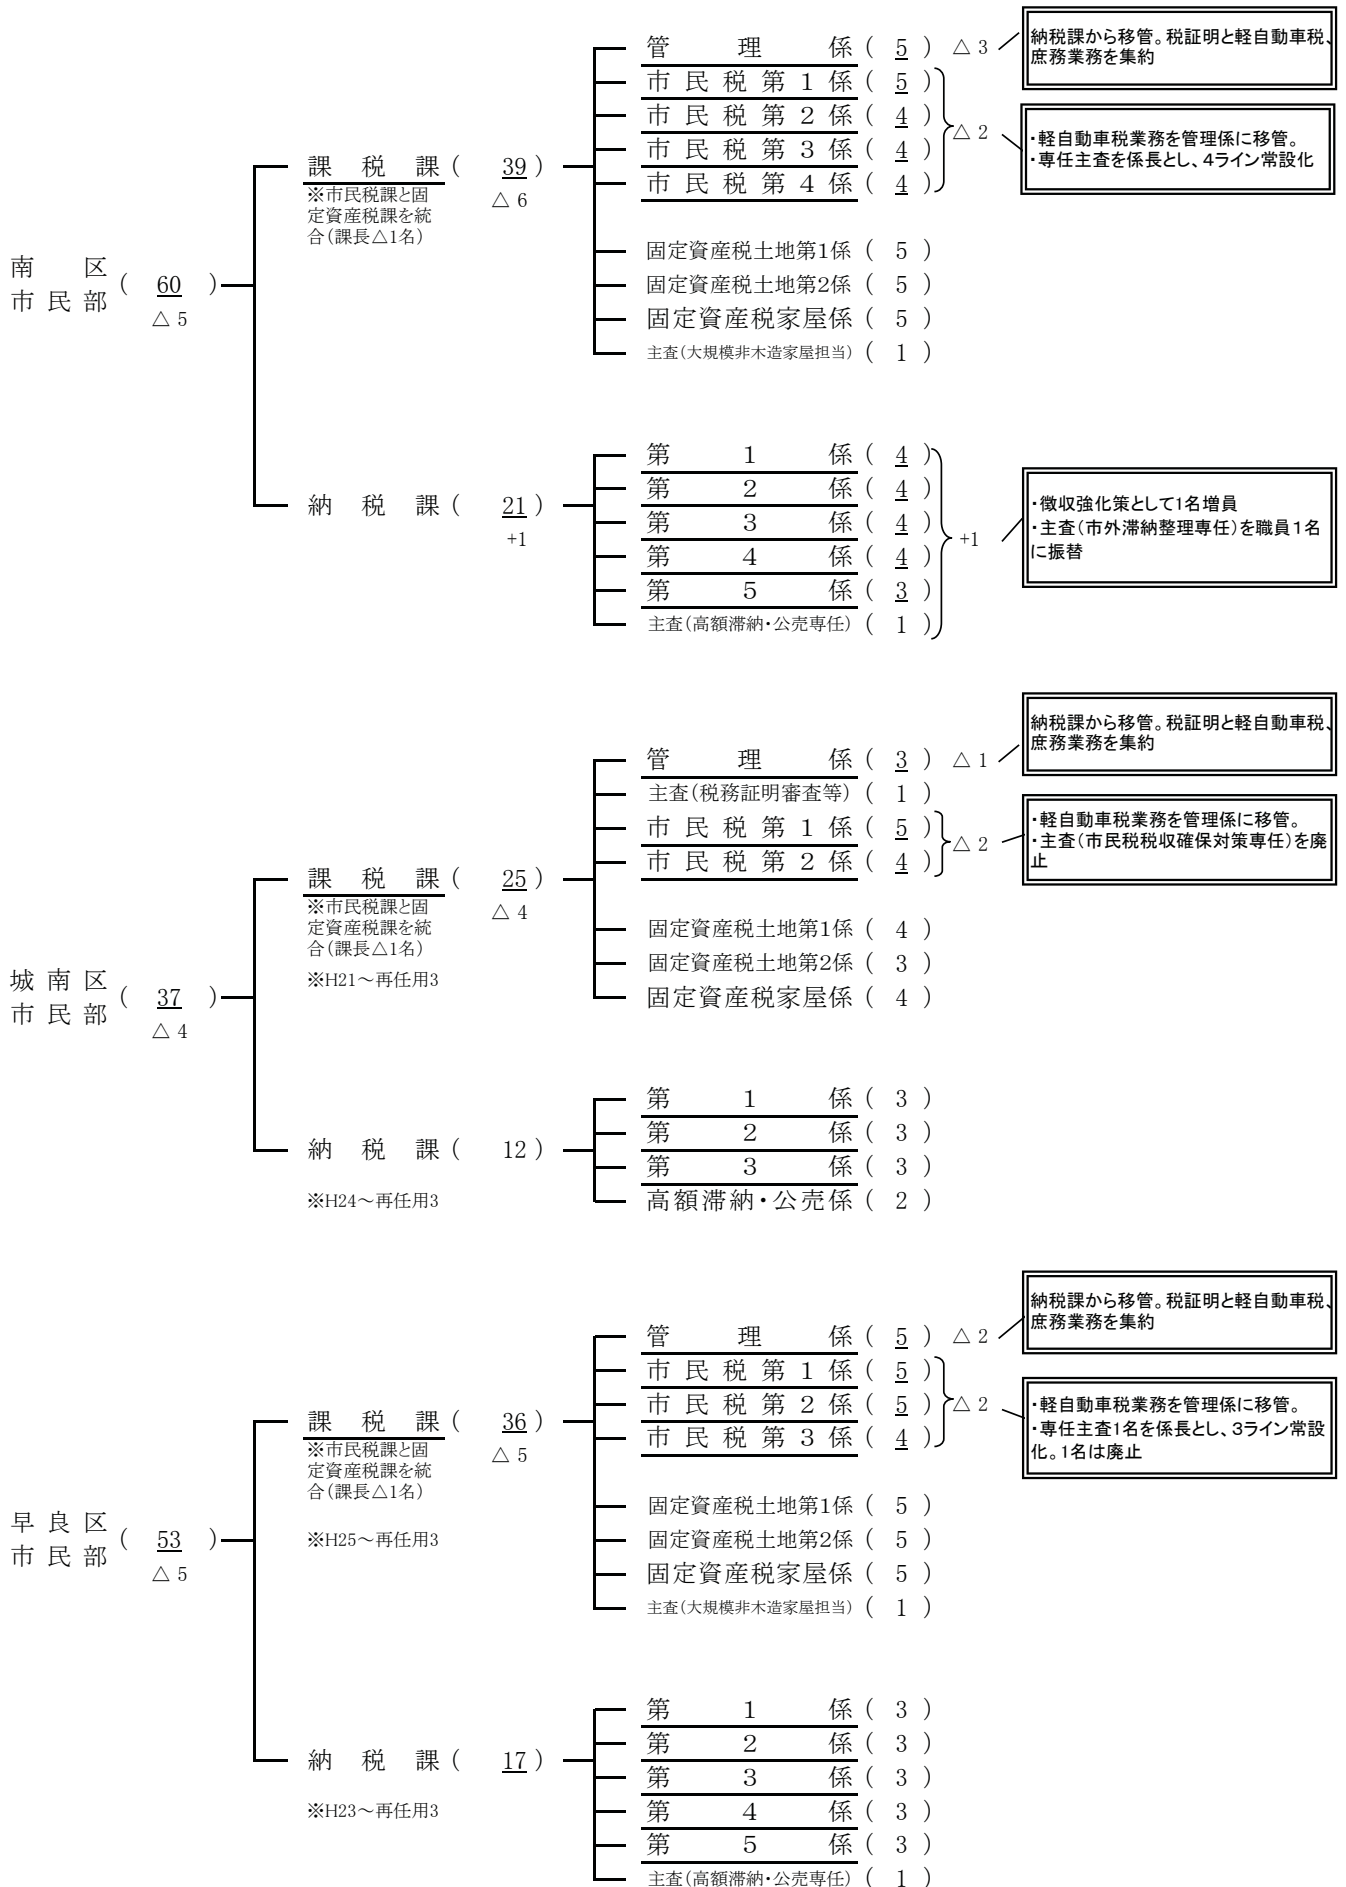 管理係（ 5 ） △ 3
納税課から移管。税証明と軽自動車税、
庶務業務を集約
市民税第１係（ 5 ）
市民税第２係（ 4 ）
市民税第３係（ 4 ）
市民税第４係（ 4 ）
△ 2
・軽自動車税業務を管理係に移管。
・専任主査を係長とし、４ライン常設化
課税課（ 39 ）
△ 6
※市民税課と固
定資産税課を統
合（課長△1名）
固定資産税土地第1係（ 5 ）
固定資産税土地第2係（ 5 ）
固定資産税家屋係（ 5 ）
主査（大規模非木造家屋担当）（ 1 ）
南区
市民部（ 60 ）
△ 5
第１係（ 4 ）
第２係（ 4 ）
第３係（ 4 ）
第４係（ 4 ）
第５係（ 3 ）
主査（高額滞納・公売専任）（ 1 ）
+1
・徴収強化策として1名増員
・主査（市外滞納整理専任）を職員１名
に振替
納税課（ 21 ）
+1
管理係（ 3 ） △ 1
納税課から移管。税証明と軽自動車税、
庶務業務を集約
主査（税務証明審査等）（ 1 ）
市民税第１係（ 5 ）
市民税第２係（ 4 ）
△ 2
・軽自動車税業務を管理係に移管。
・主査（市民税税収確保対策専任）を廃
止
課税課（ 25 ）
△ 4
※市民税課と固
定資産税課を統
合（課長△1名）
※H21～再任用3
固定資産税土地第1係（ 4 ）
固定資産税土地第2係（ 3 ）
固定資産税家屋係（ 4 ）
城南区
市民部（ 37 ）
△ 4
第１係（ 3 ）
第２係（ 3 ）
第３係（ 3 ）
高額滞納・公売係（ 2 ）
納税課（ 12 ）
※H24～再任用3
管理係（ 5 ） △ 2
納税課から移管。税証明と軽自動車税、
庶務業務を集約
市民税第１係（ 5 ）
市民税第２係（ 5 ）
市民税第３係（ 4 ）
△ 2
・軽自動車税業務を管理係に移管。
・専任主査1名を係長とし、３ライン常設
化。1名は廃止
課税課（ 36 ）
△ 5
※市民税課と固
定資産税課を統
合（課長△1名）
※H25～再任用3
固定資産税土地第1係（ 5 ）
固定資産税土地第2係（ 5 ）
固定資産税家屋係（ 5 ）
主査（大規模非木造家屋担当）（ 1 ）
早良区
市民部（ 53 ）
△ 5
第１係（ 3 ）
第２係（ 3 ）
第３係（ 3 ）
第４係（ 3 ）
第５係（ 3 ）
主査（高額滞納・公売専任）（ 1 ）
納税課（ 17 ）
※H23～再任用3